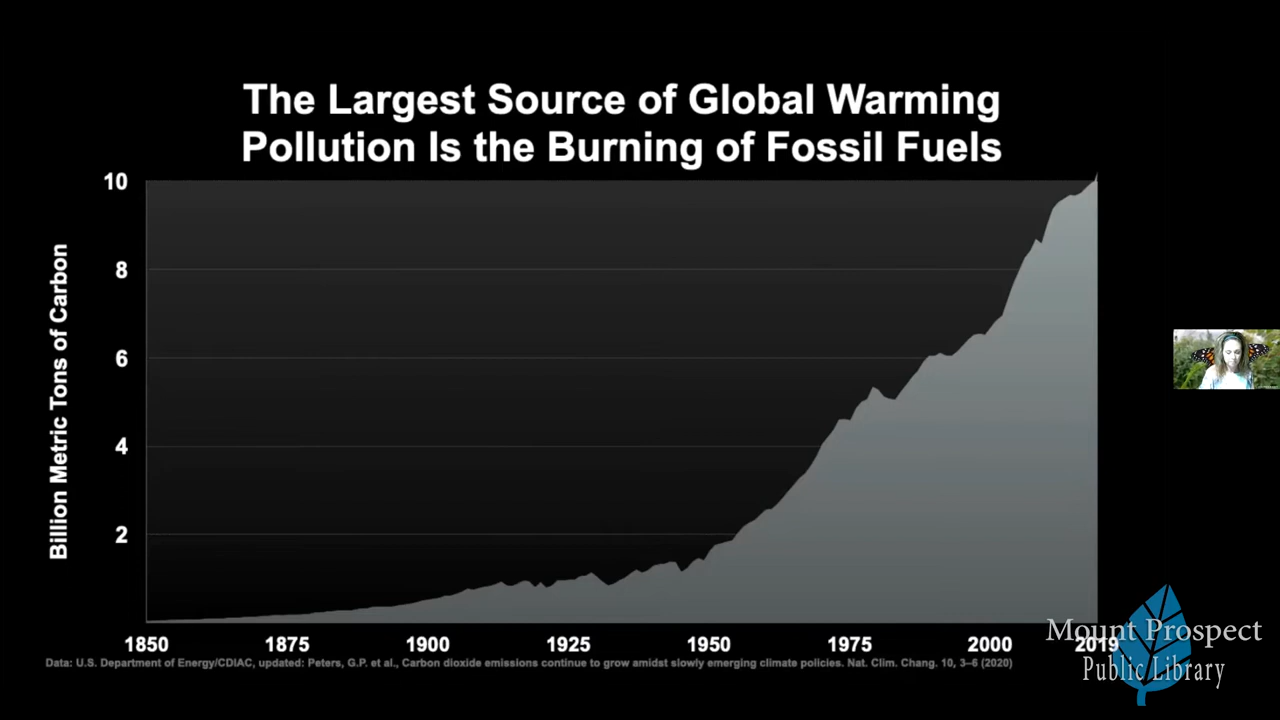 The Largest Source of Global Warming
Pollution Is the Burning of Fossil Fuels
10
8
6
4
2
Billion Metric Tons of Carbon
1850 1875 1900 1925 1950 1975 2000 2019
Data: U.S. Department of Energy/CDIAC, updated: Peters, G.P. et al., Carbon dioxide emissions continue to grow amidst slowly emerging climate policies. Nat. Clim. Chang. 10, 3–6 (2020)
Mount Prospect
Public Library